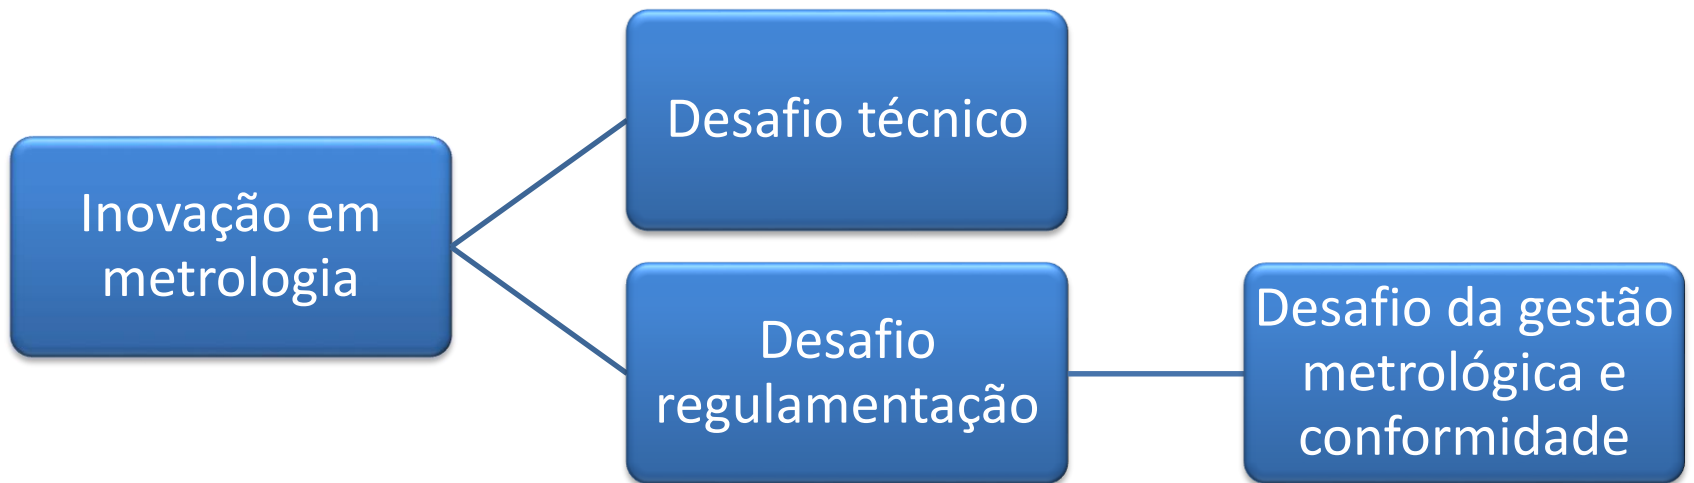 Inovação em
metrologia
Desafio técnico
Desafio
regulamentação
Desafio da gestão
metrológica e
conformidade